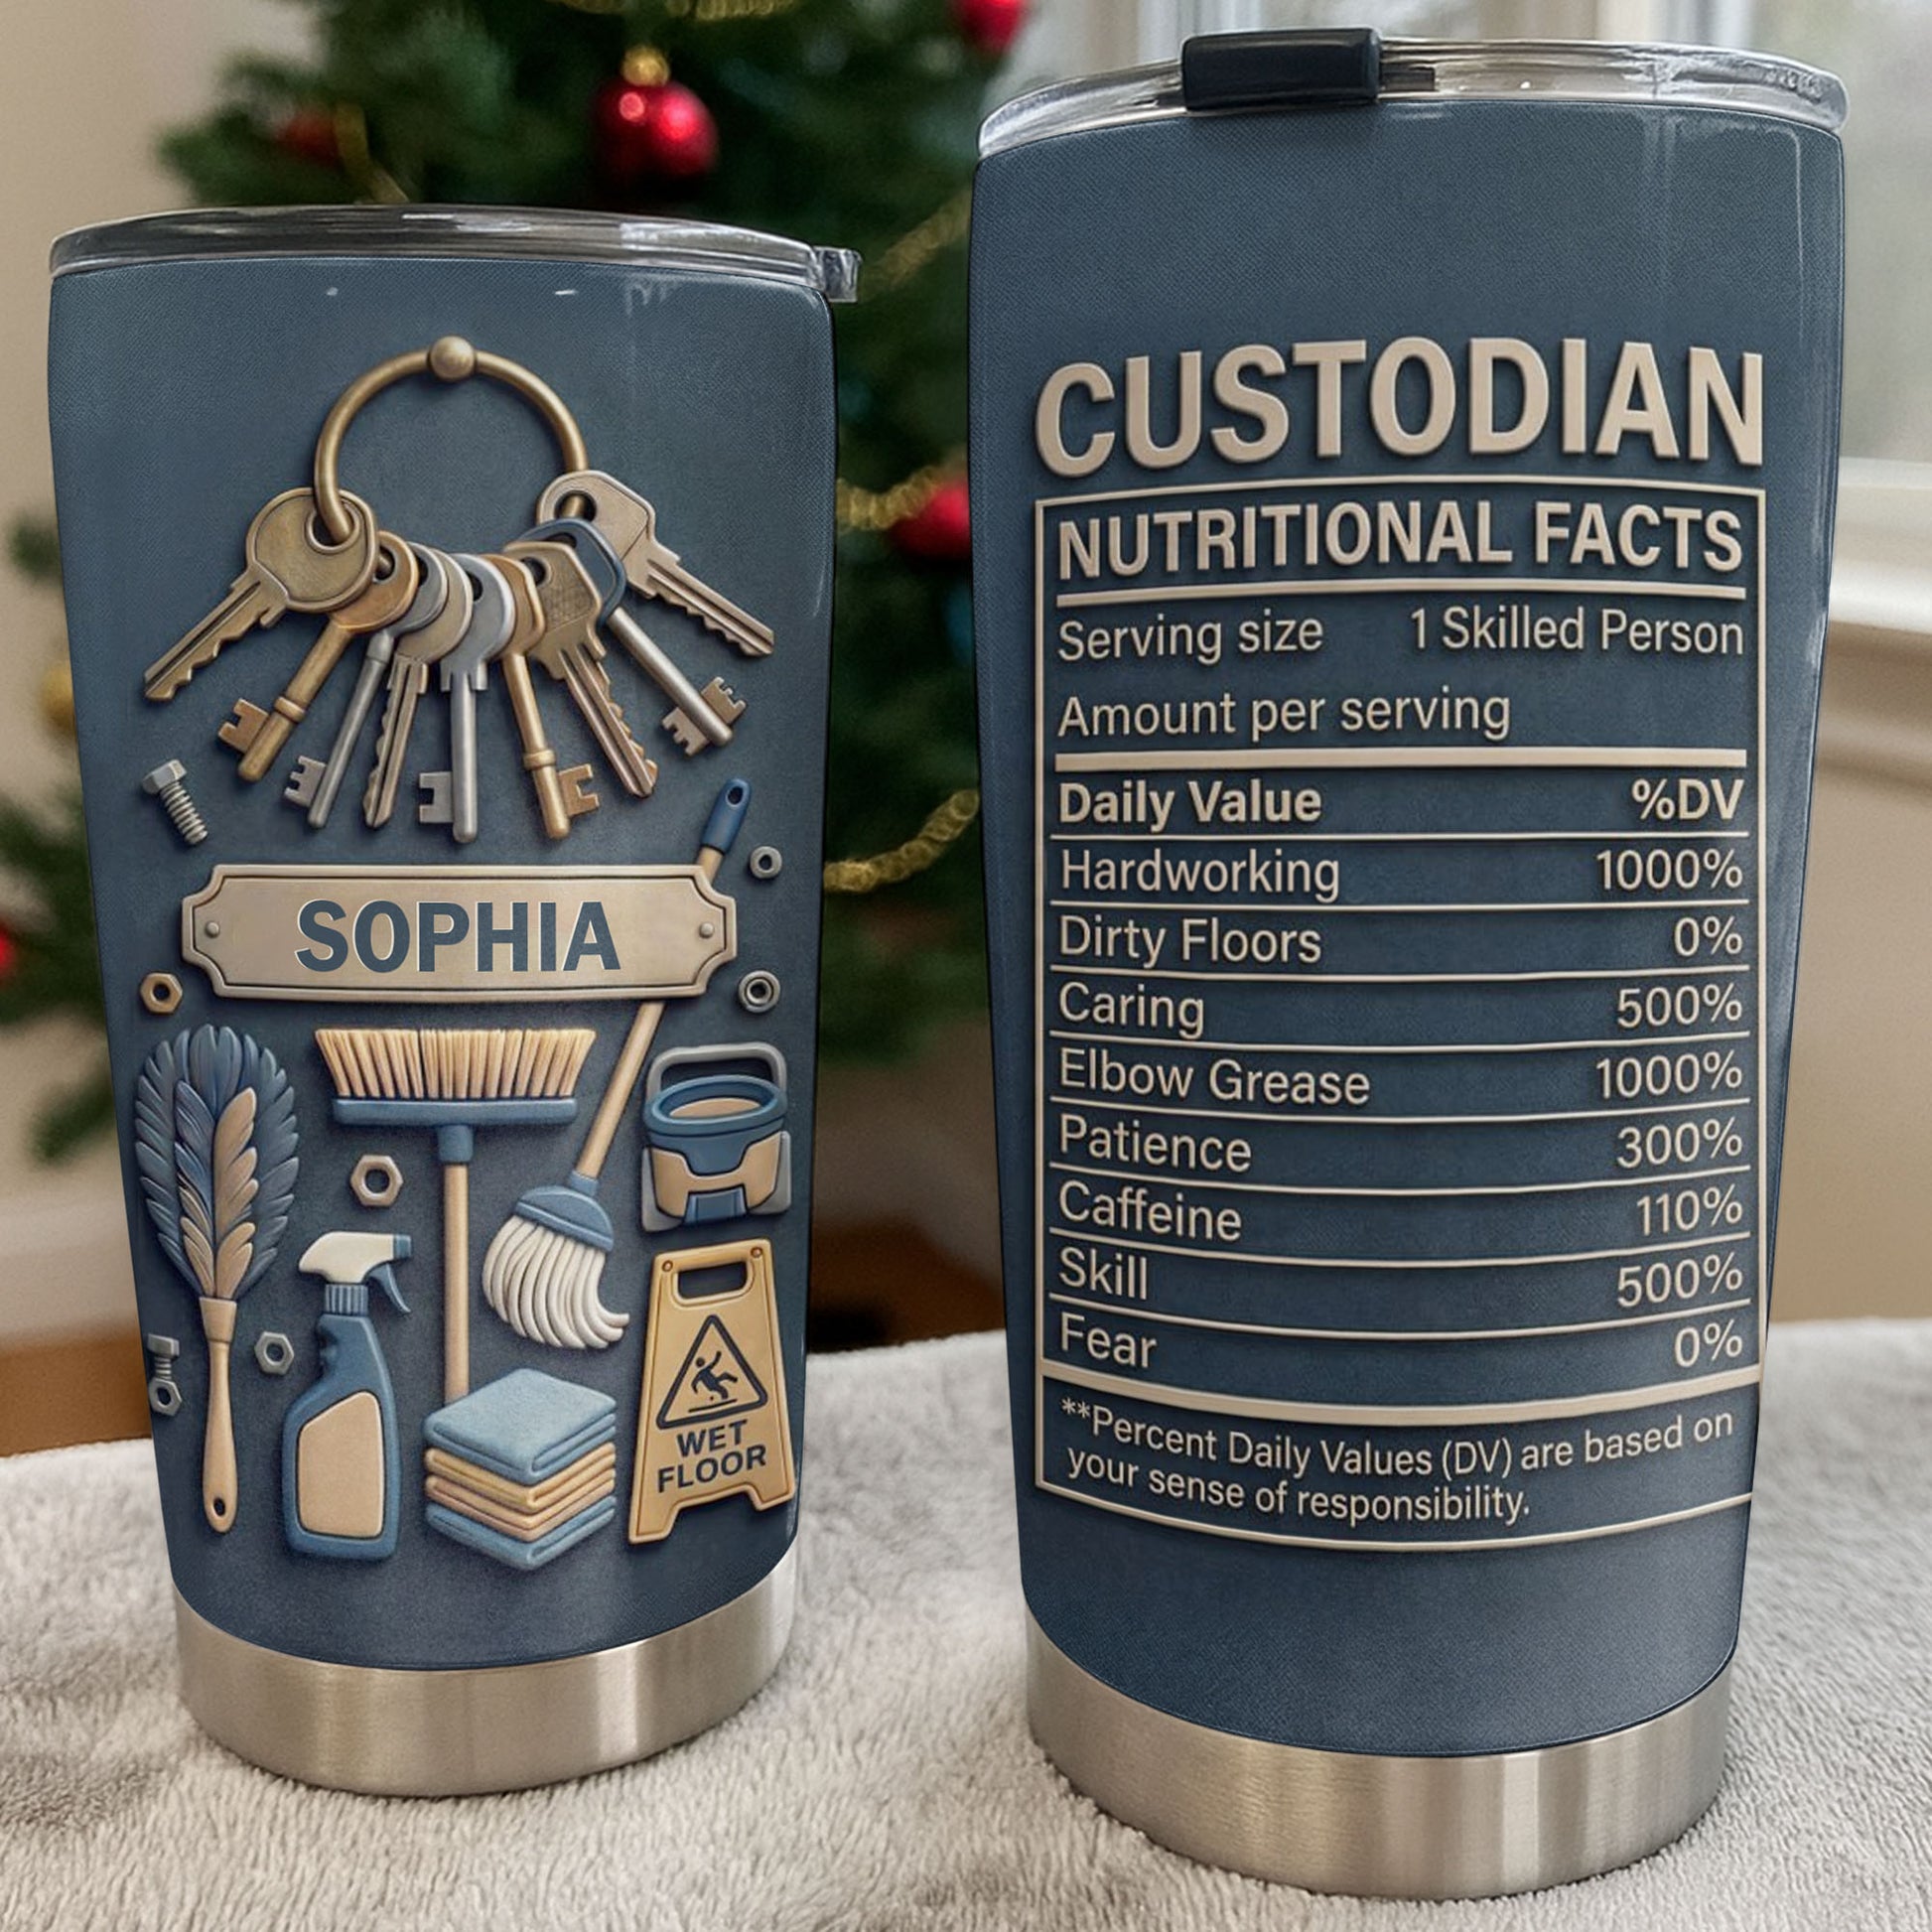 SOPHIA
WET
FLOOR
CUSTODIAN
NUTRITIONAL FACTS
Serving size 1 Skilled Person
Amount per serving
Daily Value %DV
Hardworking 1000%
Dirty Floors 0%
Caring 500%
Elbow Grease 1000%
Patience 300%
Caffeine 110%
Skill 500%
Fear 0%
**Percent Daily Values (DV) are based on
your sense of responsibility.